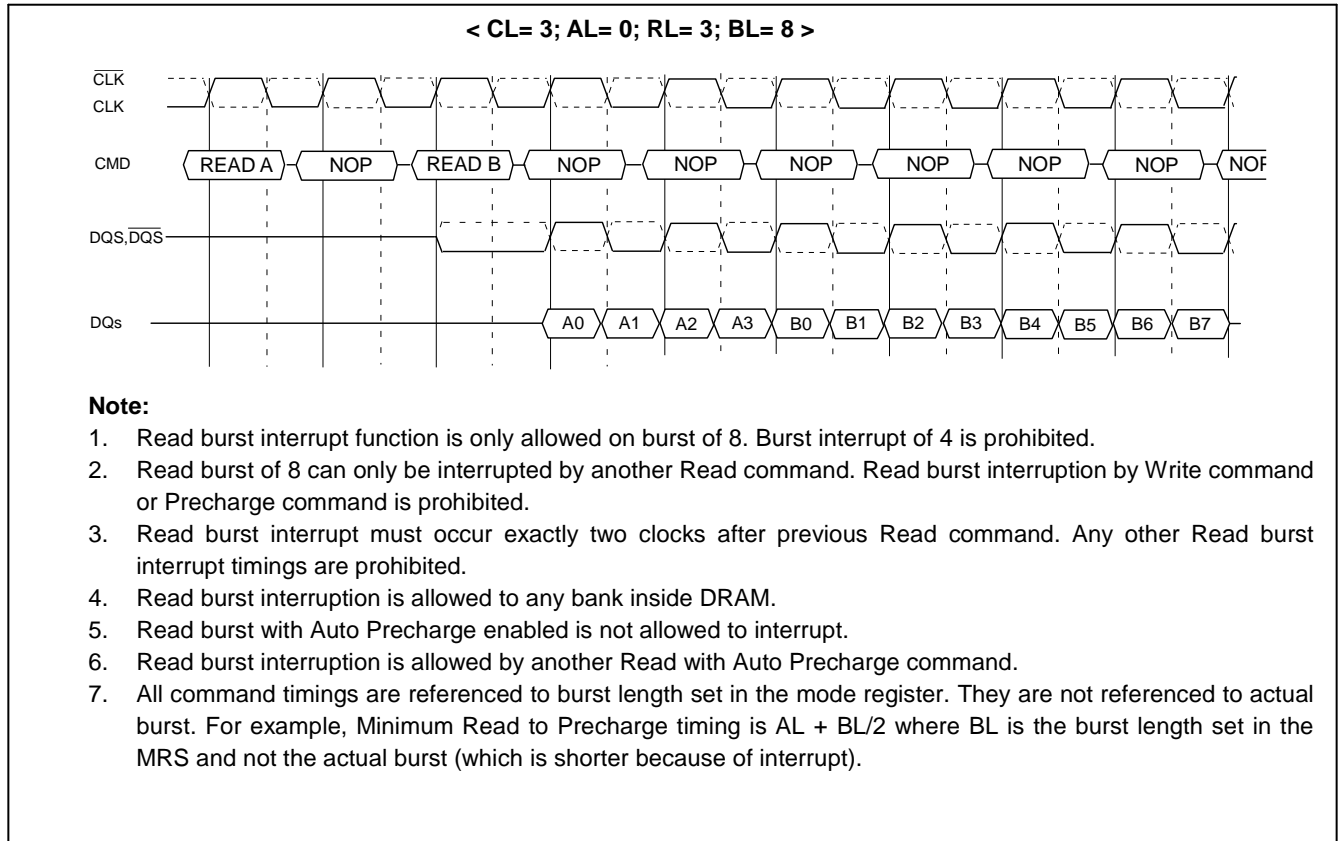 < CL= 3; AL= 0; RL= 3; BL= 8 >
CLK
CLK
CMD READ A NOP READ B NOP NOP NOP NOP NOP NOP NOP
DQS,DQS
DQs A0 A1 A2 A3 B0 B1 B2 B3 B4 B5 B6 B7
Note:
1. Read burst interrupt function is only allowed on burst of 8. Burst interrupt of 4 is prohibited.
2. Read burst of 8 can only be interrupted by another Read command. Read burst interruption by Write command
or Precharge command is prohibited.
3. Read burst interrupt must occur exactly two clocks after previous Read command. Any other Read burst
interrupt timings are prohibited.
4. Read burst interruption is allowed to any bank inside DRAM.
5. Read burst with Auto Precharge enabled is not allowed to interrupt.
6. Read burst interruption is allowed by another Read with Auto Precharge command.
7. All command timings are referenced to burst length set in the mode register. They are not referenced to actual
burst. For example, Minimum Read to Precharge timing is AL + BL/2 where BL is the burst length set in the
MRS and not the actual burst (which is shorter because of interrupt).